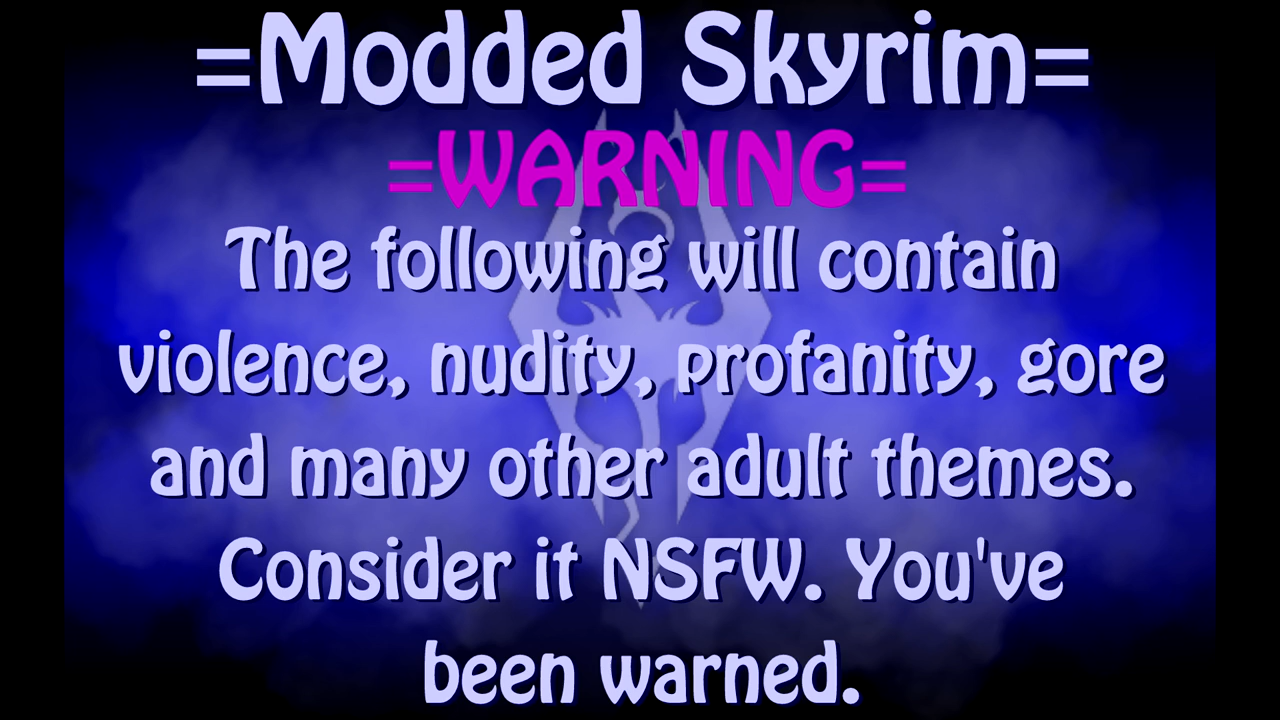 =Modded Skyrim=
=WARNING=
The following will contain
violence, nudity, profanity, gore
and many other adult themes.
Consider it NSFW. You've
been warned.